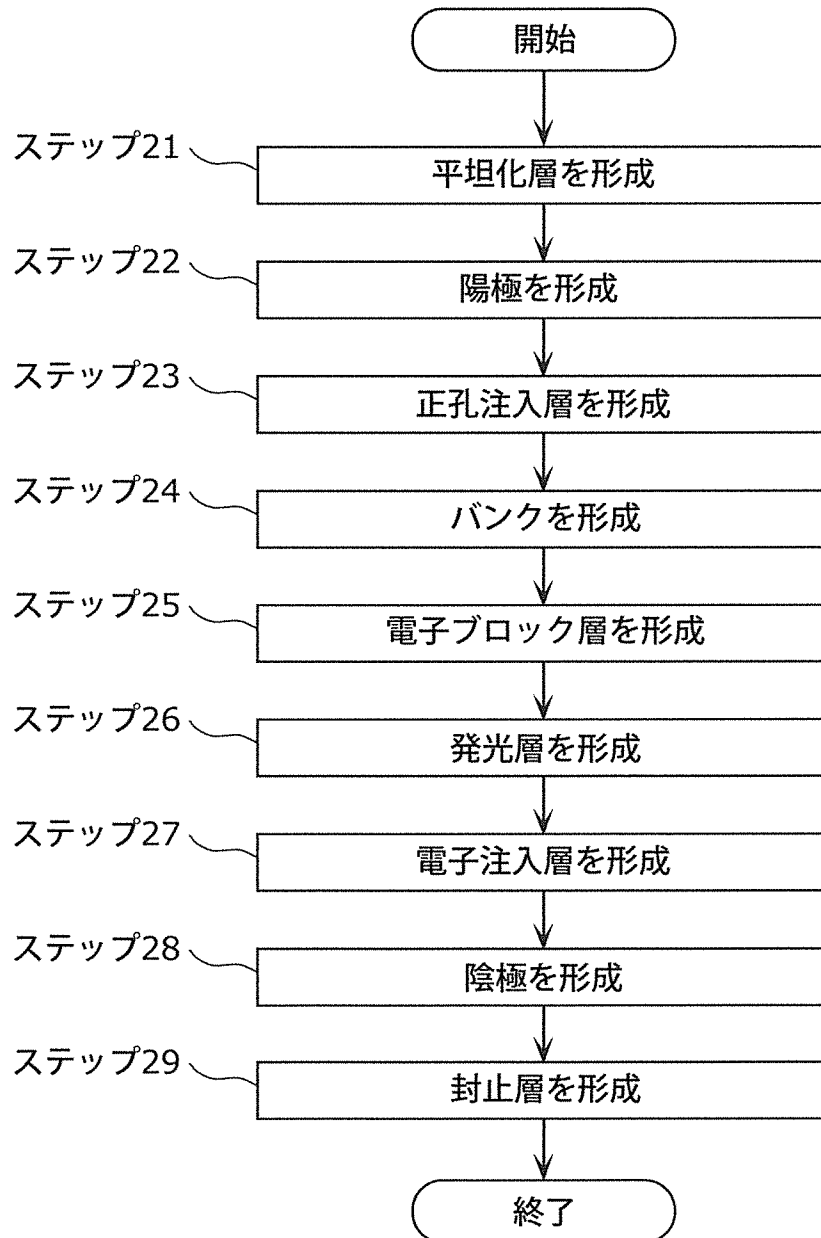 開始
ステップ21
平坦化層を形成
ステップ22
陽極を形成
ステップ23
正孔注入層を形成
ステップ24
バンクを形成
ステップ25
電子ブロック層を形成
ステップ26
発光層を形成
ステップ27
電子注入層を形成
ステップ28
陰極を形成
ステップ29
封止層を形成
終了